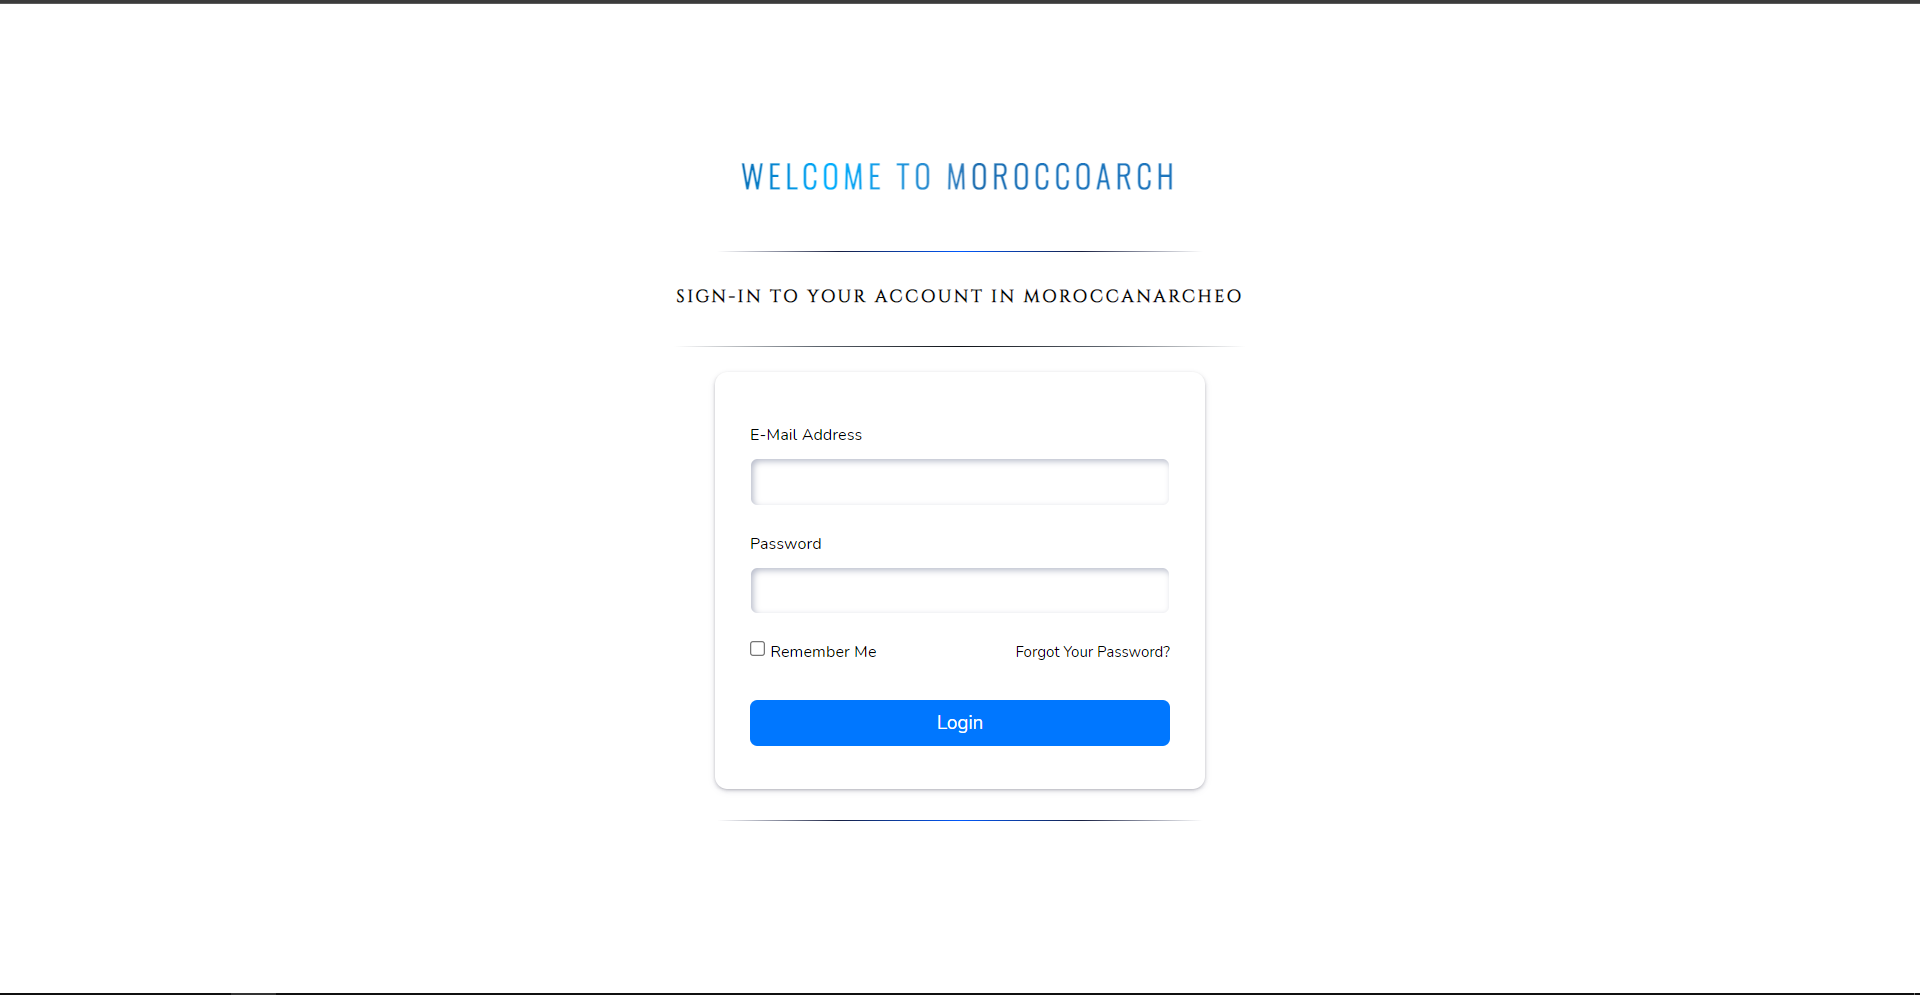 WELCOME TO MOROCCOARCH
SIGN-IN TO YOUR ACCOUNT IN MOROCCANARCHEO
E-Mail Address
Password
Remember Me
Forgot Your Password?
Login